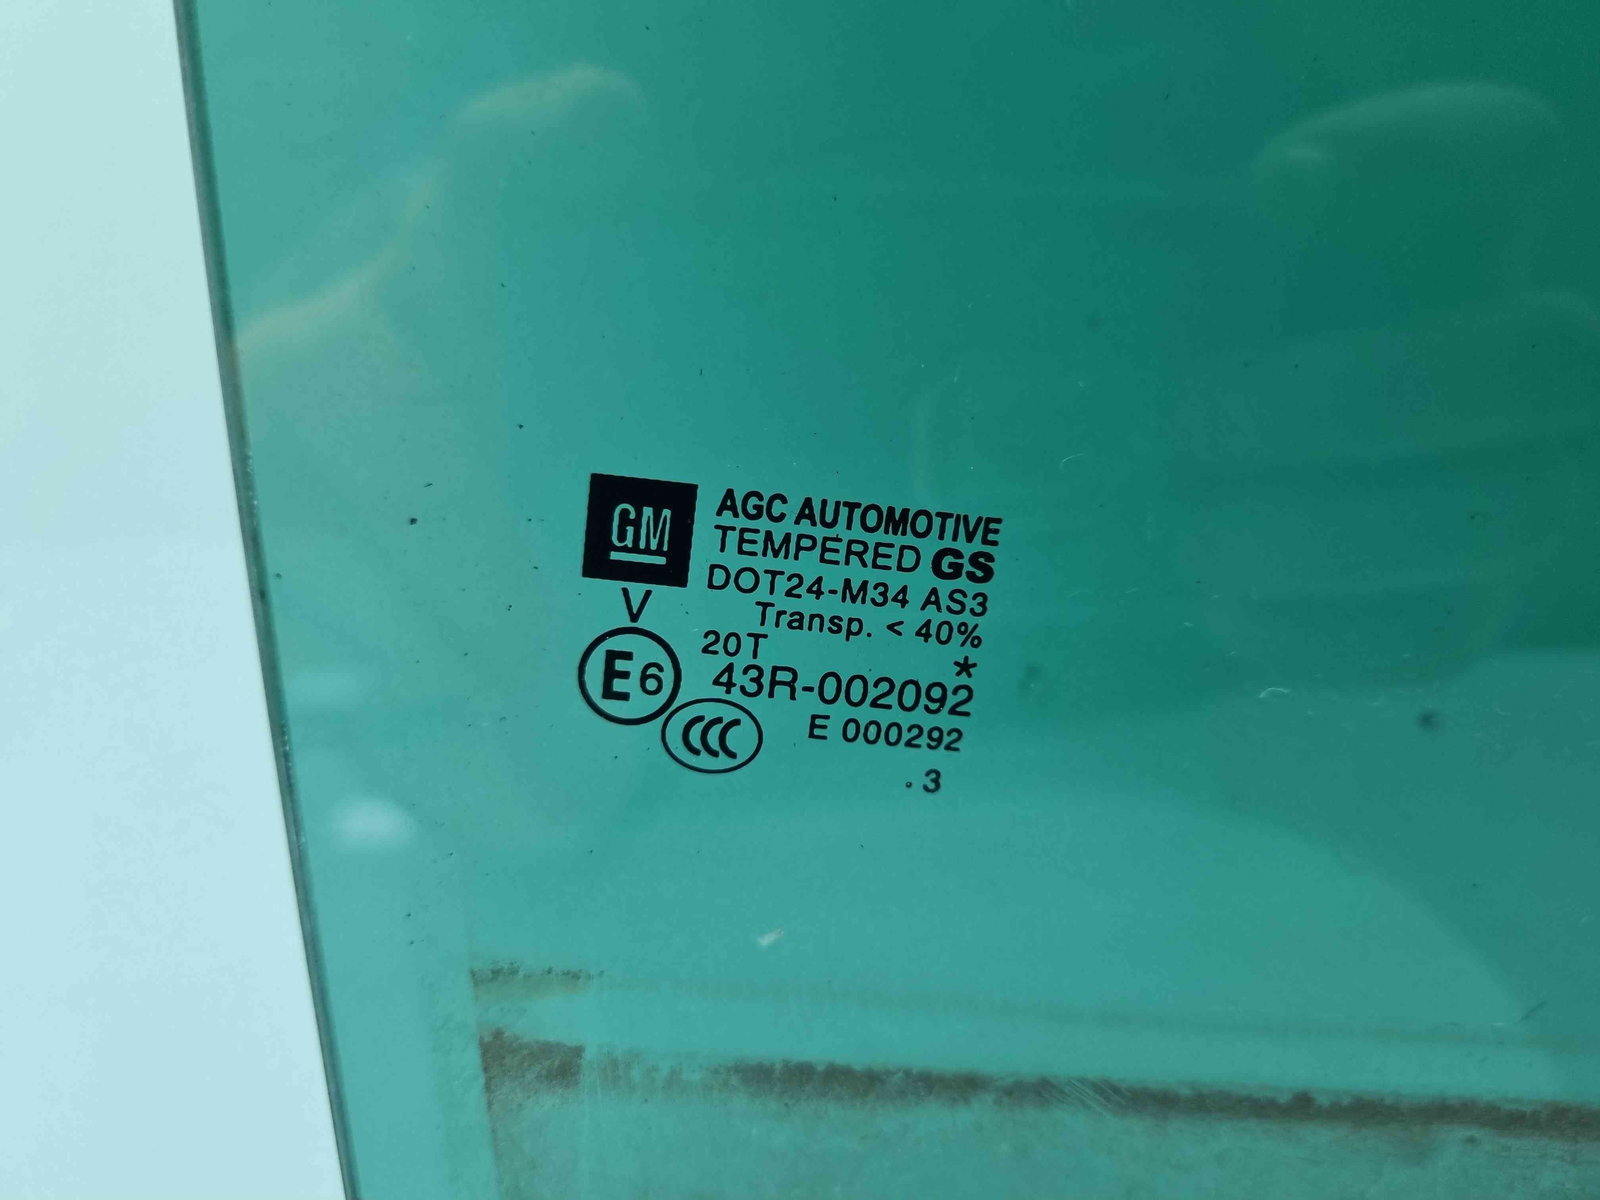 GM
AGC AUTOMOTIVE
TEMPERED GS
DOT24-M34 AS3
Transp. < 40%
V
20T *
E6 43R-002092
CCC E 000292
. 3